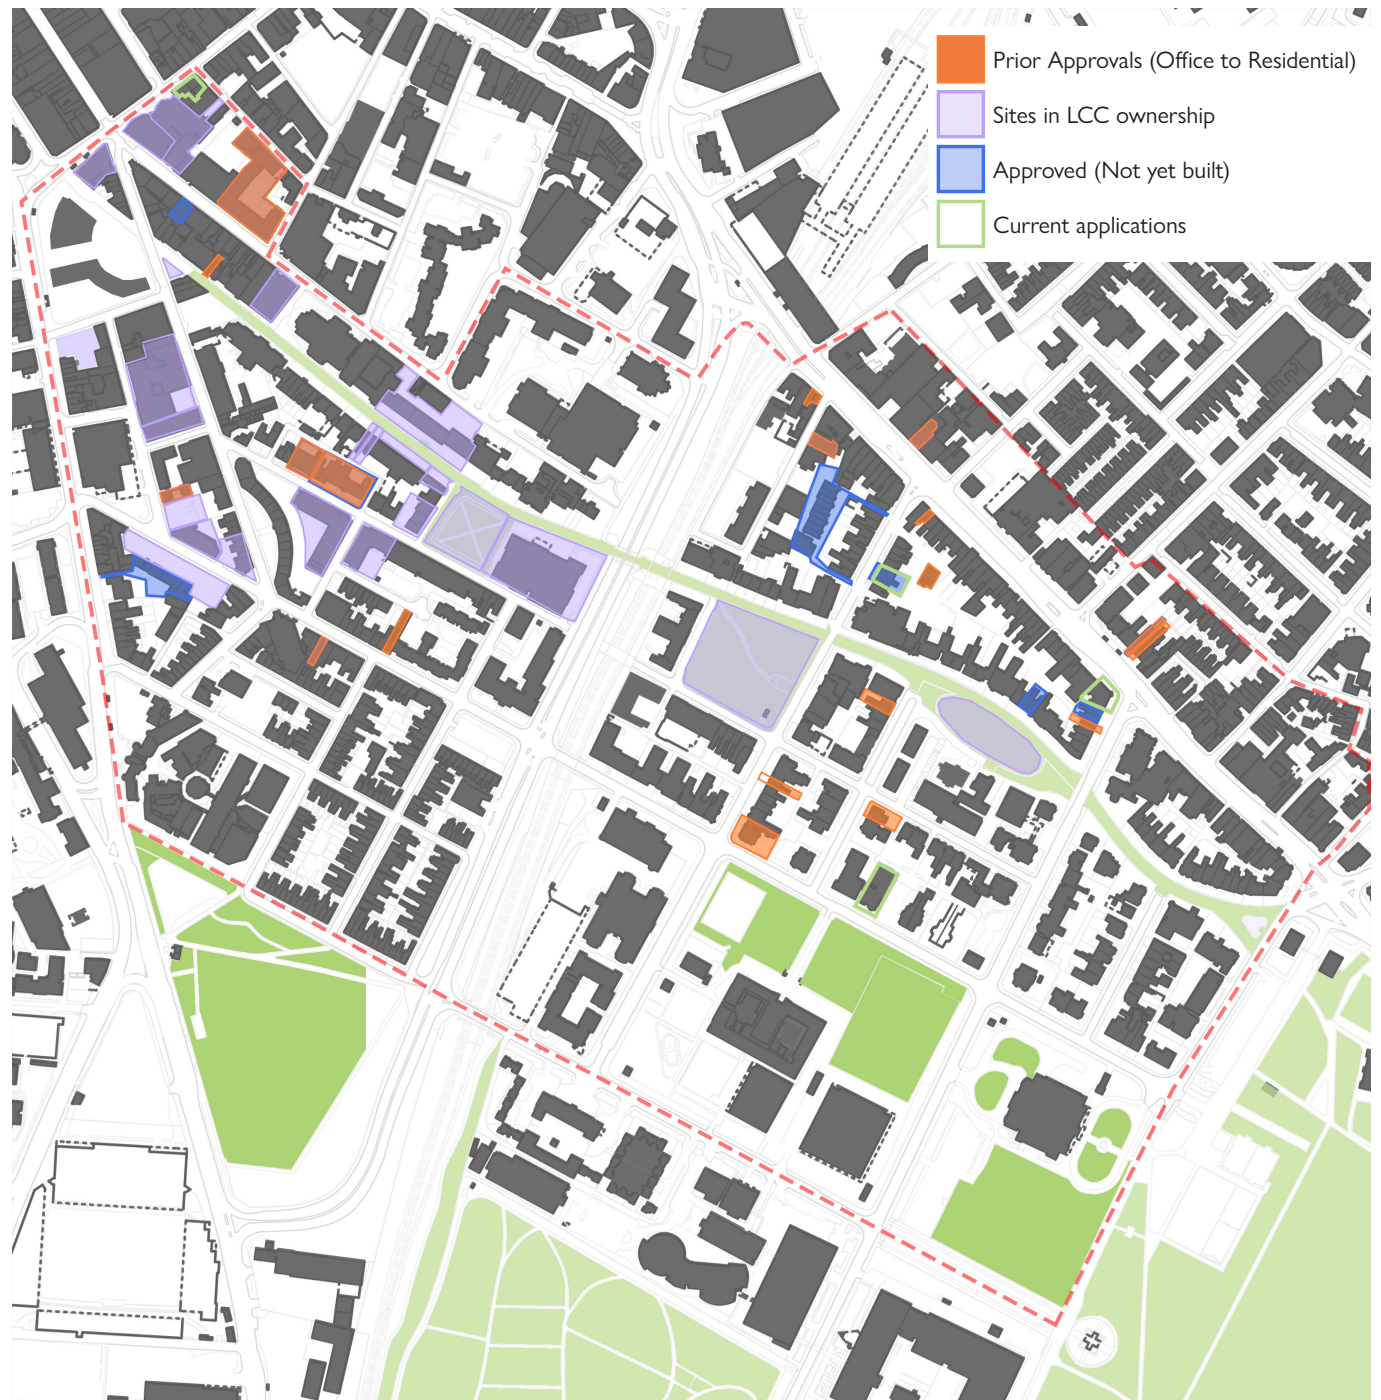 Prior Approvals (Office to Residential)
Sites in LCC ownership
Approved (Not yet built)
Current applications